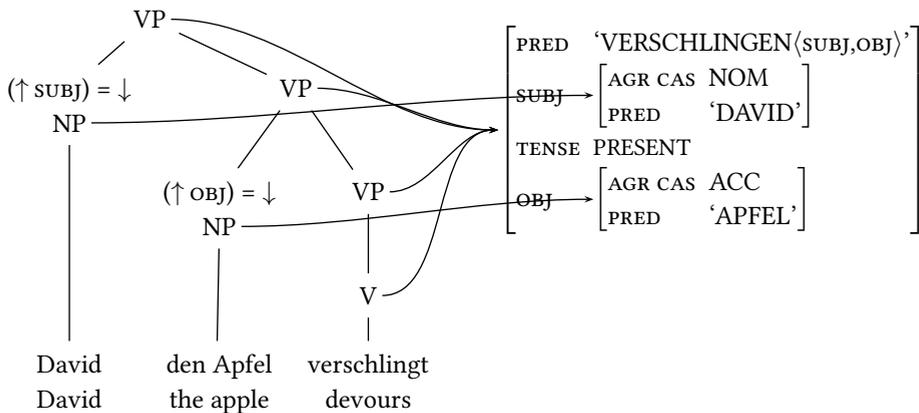 VP
(↑ SUBJ) = ↓
NP
VP
(↑ OBJ) = ↓
NP
VP
V
David den Apfel verschlingt
David the apple devours
PRED ‘VERSCHLINGEN⟨SUBJ,OBJ⟩’
SUBJ
AGR CAS NOM
PRED ‘DAVID’
TENSE PRESENT
OBJ
AGR CAS ACC
PRED ‘APFEL’